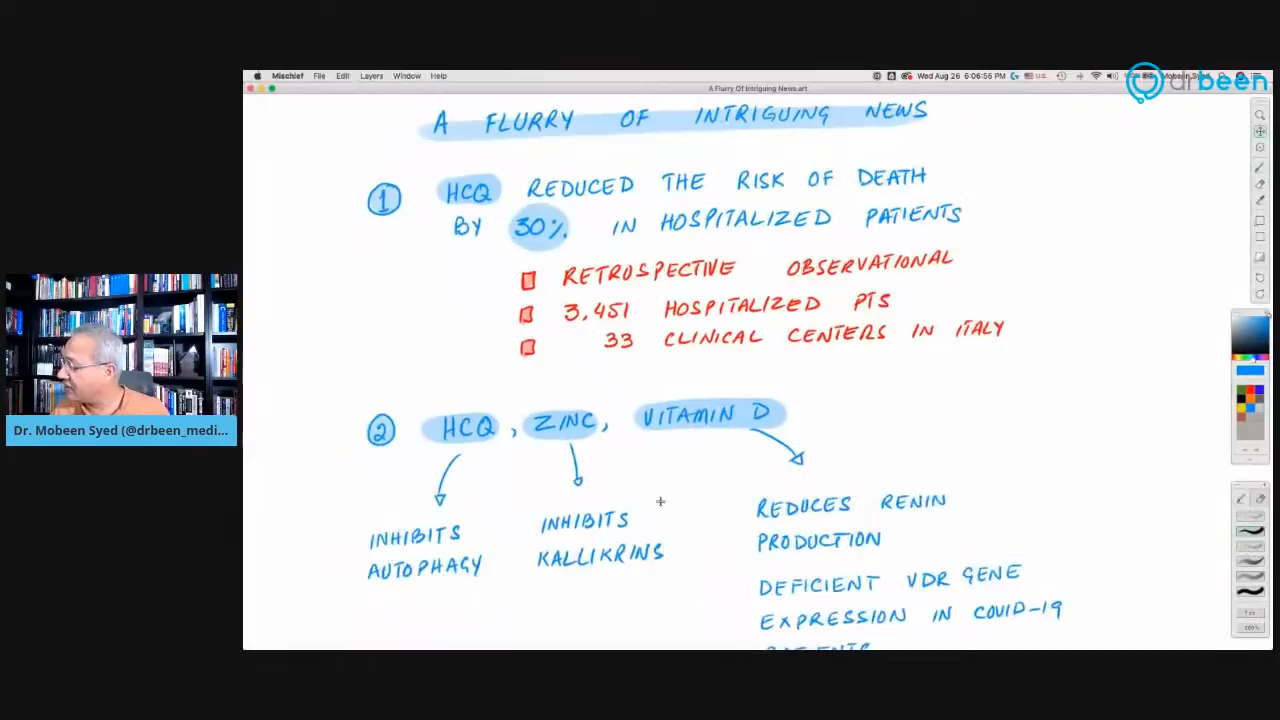 Mischief File Edit Layers Window Help
Wed Aug 26 6:06:55 PM
drbeen
A Flurry Of Intriguing News.art
A FLURRY OF INTRIGUING NEWS
1 HCQ REDUCED THE RISK OF DEATH
BY 30% IN HOSPITALIZED PATIENTS
RETROSPECTIVE OBSERVATIONAL
3,451 HOSPITALIZED PTS
33 CLINICAL CENTERS IN ITALY
Dr. Mobeen Syed (@drbeen_medi...
2 HCQ, ZINC, VITAMIN D
INHIBITS
AUTOPHAGY
INHIBITS
KALLIKRINS
REDUCES RENIN
PRODUCTION
DEFICIENT VDR GENE
EXPRESSION IN COVID-19